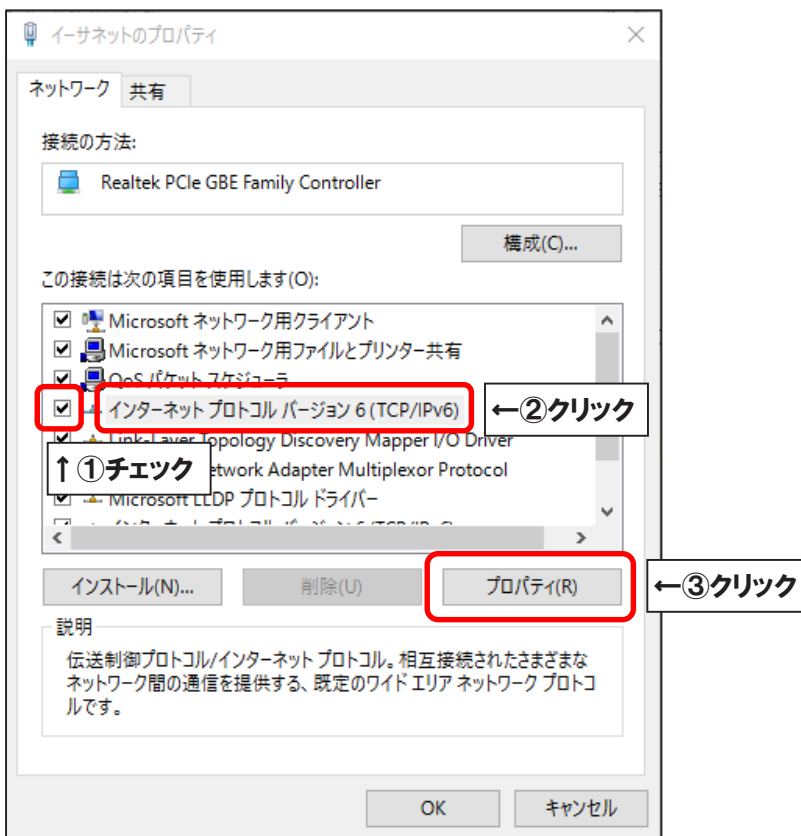 イーサネットのプロパティ
ネットワーク 共有
接続の方法:
Realtek PCIe GBE Family Controller
構成(C)...
この接続は次の項目を使用します(O):
Microsoft ネットワーク用クライアント
Microsoft ネットワーク用ファイルとプリンター共有
QoS パケット スケジューラ
インターネット プロトコル バージョン 6 (TCP/IPv6) ←②クリック
Link-Layer Topology Discovery Mapper I/O Driver
↑①チェック
Network Adapter Multiplexor Protocol
Microsoft LLDP プロトコル ドライバー
インストール(N)... 削除(U) プロパティ(R) ←③クリック
説明
伝送制御プロトコル/インターネット プロトコル。相互接続されたさまざまな
ネットワーク間の通信を提供する、既定のワイド エリア ネットワーク プロトコ
ルです。
OK キャンセル